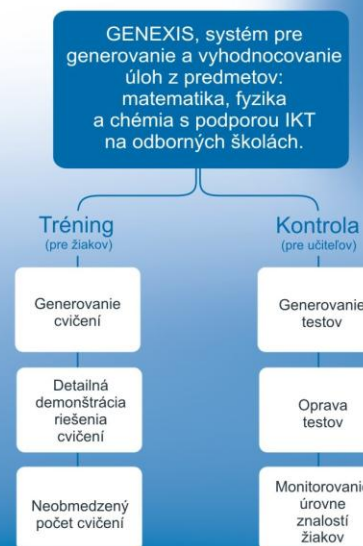 GENEXIS, systém pre
generovanie a vyhodnocovanie
úloh z predmetov:
matematika, fyzika
a chémia s podporou IKT
na odborných školách.
Tréning
(pre žiakov)
Generovanie
cvičení
Detailná
demonštrácia
riešenia
cvičení
Neobmedzený
počet cvičení
Kontrola
(pre učiteľov)
Generovanie
testov
Oprava
testov
Monitorovanie
úrovne
znalostí
žiakov